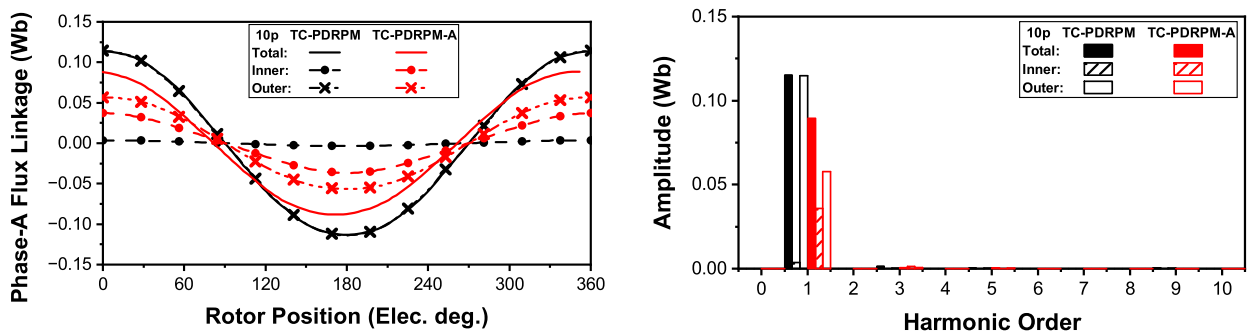 Phase-A Flux Linkage (Wb)
0.15
0.10
0.05
0.00
−0.05
−0.10
−0.15
10p TC-PDRPM TC-PDRPM-A
Total:
Inner:
Outer:
0 60 120 180 240 300 360
Rotor Position (Elec. deg.)
Amplitude (Wb)
0.15
0.10
0.05
0.00
10p TC-PDRPM TC-PDRPM-A
Total:
Inner:
Outer:
0 1 2 3 4 5 6 7 8 9 10
Harmonic Order